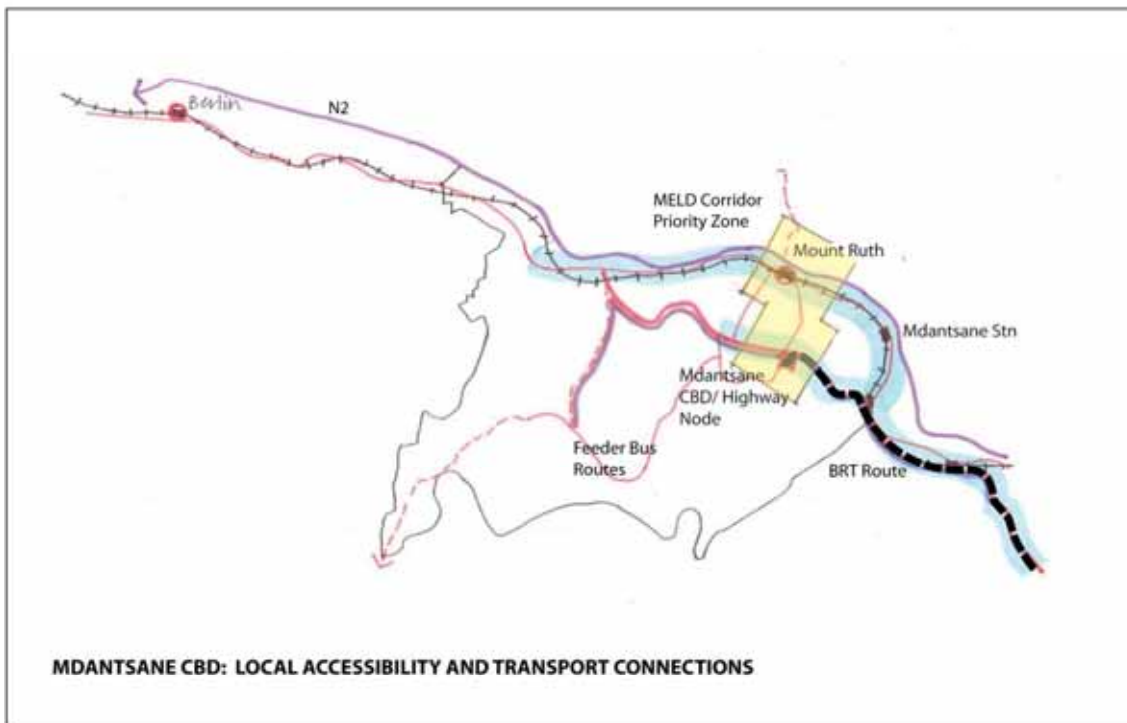 Berlin
N2
MELD Corridor
Priority Zone
Mount Ruth
Mdantsane Stn
Mdantsane
CBD/ Highway
Node
Feeder Bus
Routes
BRT Route
MDANTSANE CBD: LOCAL ACCESSIBILITY AND TRANSPORT CONNECTIONS